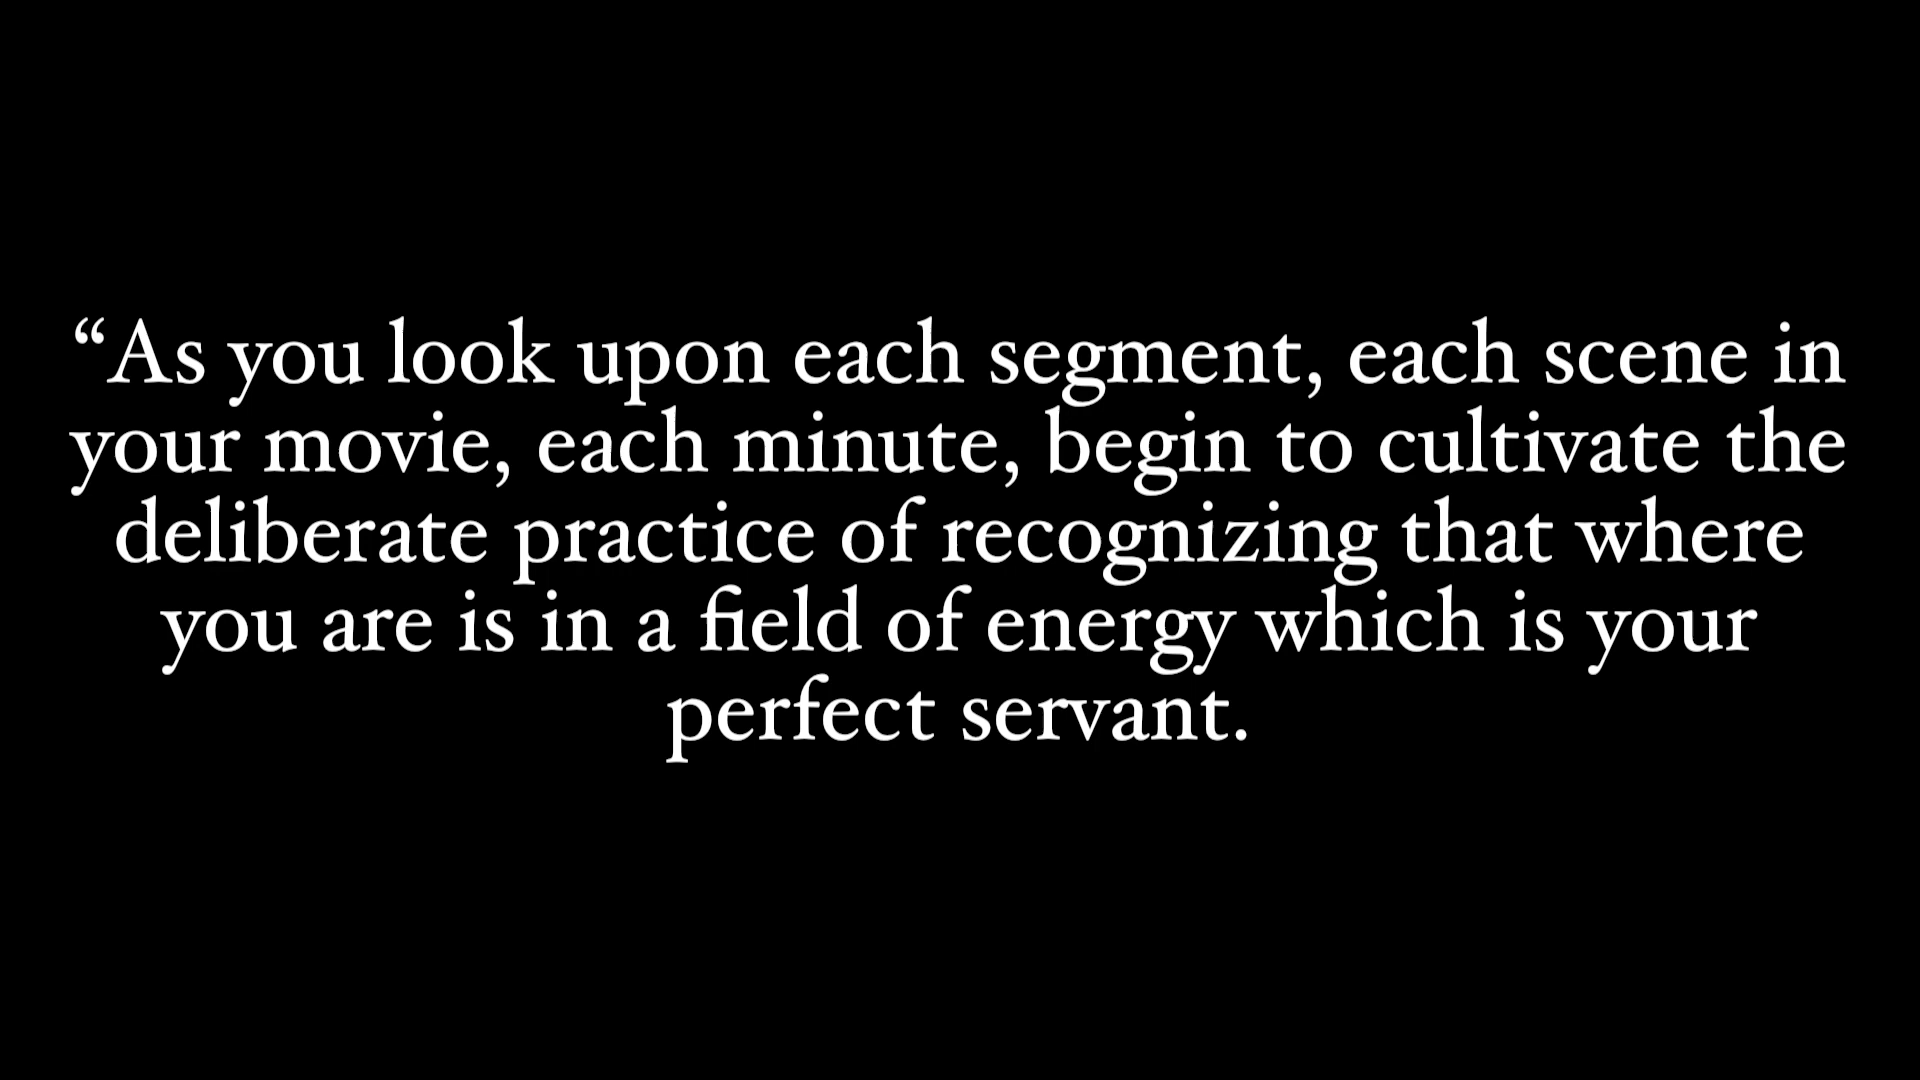 “As you look upon each segment, each scene in
your movie, each minute, begin to cultivate the
deliberate practice of recognizing that where
you are is in a field of energy which is your
perfect servant.